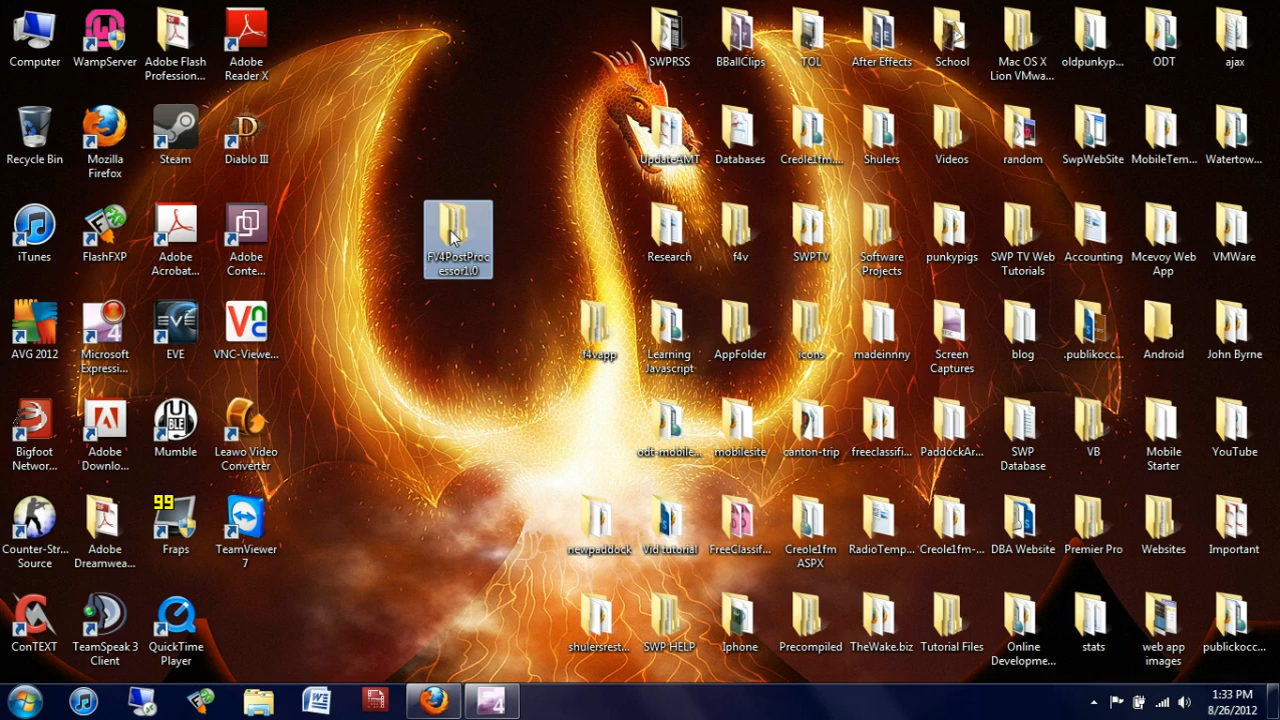 Computer
WampServer
Adobe Flash
Profession...
Adobe
Reader X
SWPRSS
BBallClips
TOL
After Effects
School
Mac OS X
Lion VMwa...
oldpunkyp...
ODT
ajax
Recycle Bin
Mozilla
Firefox
Steam
Diablo III
UpdateAMT
Databases
Creole1fm....
Shulers
Videos
random
SwpWebSite
MobileTem...
Watertow...
iTunes
FlashFXP
Adobe
Acrobat...
Adobe
Conte...
FV4PostProc
essor1.0
Research
f4v
SWPTV
Software
Projects
punkypigs
SWP TV Web
Tutorials
Accounting
Mcevoy Web
App
VMWare
AVG 2012
4
Microsoft
Expressi...
EVE
EVE
VNC-Viewe...
f4vapp
Learning
Javascript
AppFolder
icons
madeinnny
Screen
Captures
blog
.publikocc...
Android
John Byrne
Bigfoot
Networ...
Adobe
Downlo...
Mumble
Leawo Video
Converter
odt-mobile...
mobilesite
canton-trip
freeclassifi...
PaddockAr...
SWP
Database
VB
Mobile
Starter
YouTube
Counter-Str...
Source
Adobe
Dreamwea...
99
Fraps
TeamViewer
7
newpaddock
Vid tutorial
FreeClassif...
Creole1fm
ASPX
RadioTemp...
Creole1fm-...
DBA Website
Premier Pro
Websites
Important
ConTEXT
TeamSpeak 3
Client
QuickTime
Player
shulersrest...
SWP HELP
Iphone
Precompiled
TheWake.biz
Tutorial Files
Online
Developme...
stats
web app
images
publickocc...
4
1:33 PM
8/26/2012